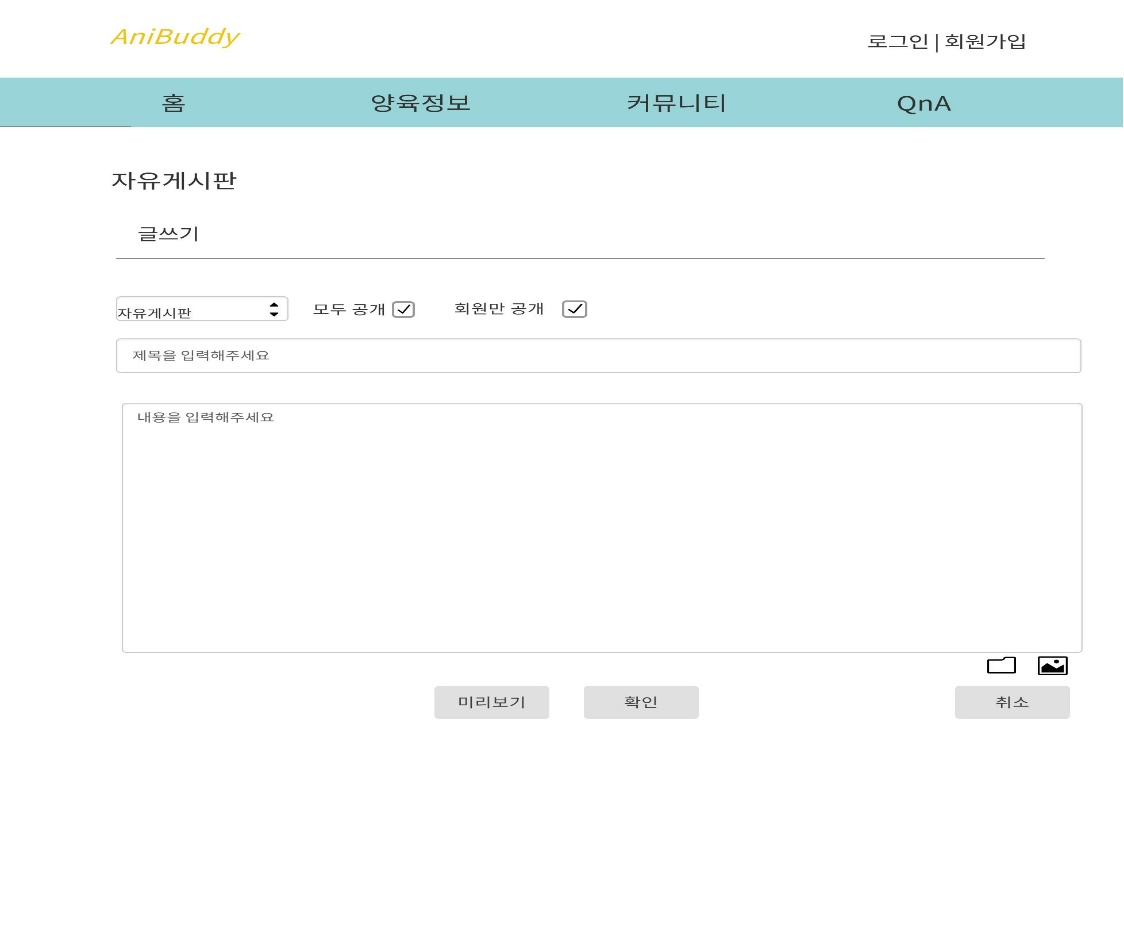 AniBuddy
로그인 | 회원가입
홈 양육정보 커뮤니티 QnA
자유게시판
글쓰기
자유게시판 모두 공개 회원만 공개
제목을 입력해주세요
내용을 입력해주세요
미리보기 확인 취소